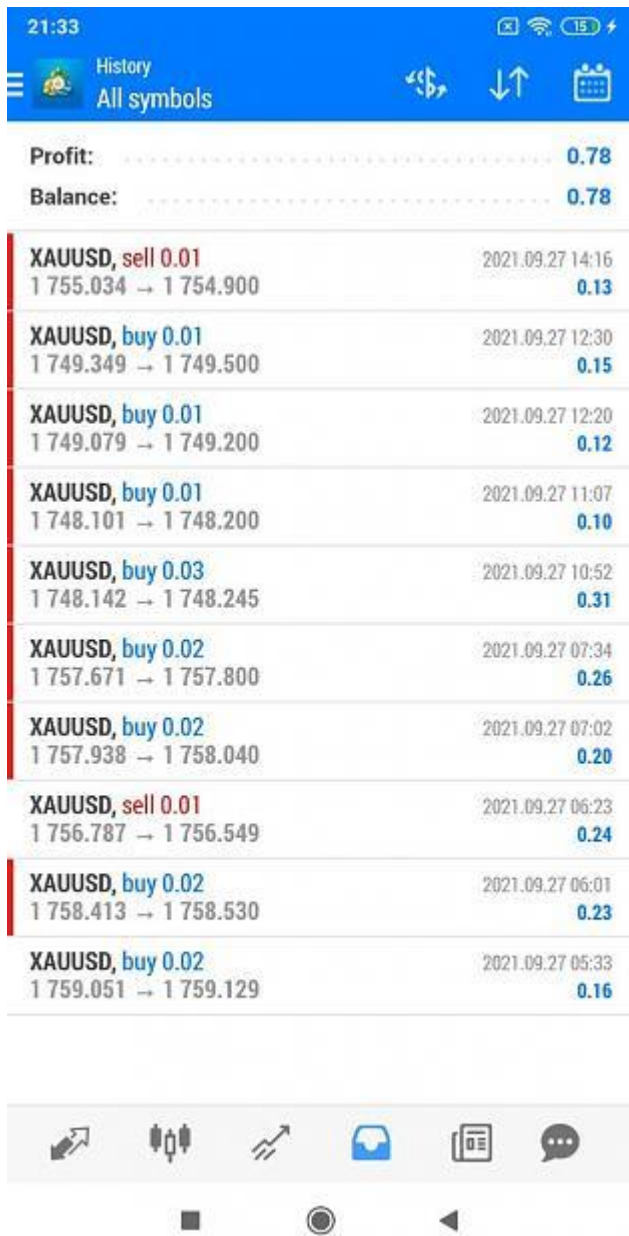 21:33
15
History
All symbols
Profit: 0.78
Balance: 0.78
XAUUSD, sell 0.01 2021.09.27 14:16
1 755.034 → 1 754.900 0.13
XAUUSD, buy 0.01 2021.09.27 12:30
1 749.349 → 1 749.500 0.15
XAUUSD, buy 0.01 2021.09.27 12:20
1 749.079 → 1 749.200 0.12
XAUUSD, buy 0.01 2021.09.27 11:07
1 748.101 → 1 748.200 0.10
XAUUSD, buy 0.03 2021.09.27 10:52
1 748.142 → 1 748.245 0.31
XAUUSD, buy 0.02 2021.09.27 07:34
1 757.671 → 1 757.800 0.26
XAUUSD, buy 0.02 2021.09.27 07:02
1 757.938 → 1 758.040 0.20
XAUUSD, sell 0.01 2021.09.27 06:23
1 756.787 → 1 756.549 0.24
XAUUSD, buy 0.02 2021.09.27 06:01
1 758.413 → 1 758.530 0.23
XAUUSD, buy 0.02 2021.09.27 05:33
1 759.051 → 1 759.129 0.16